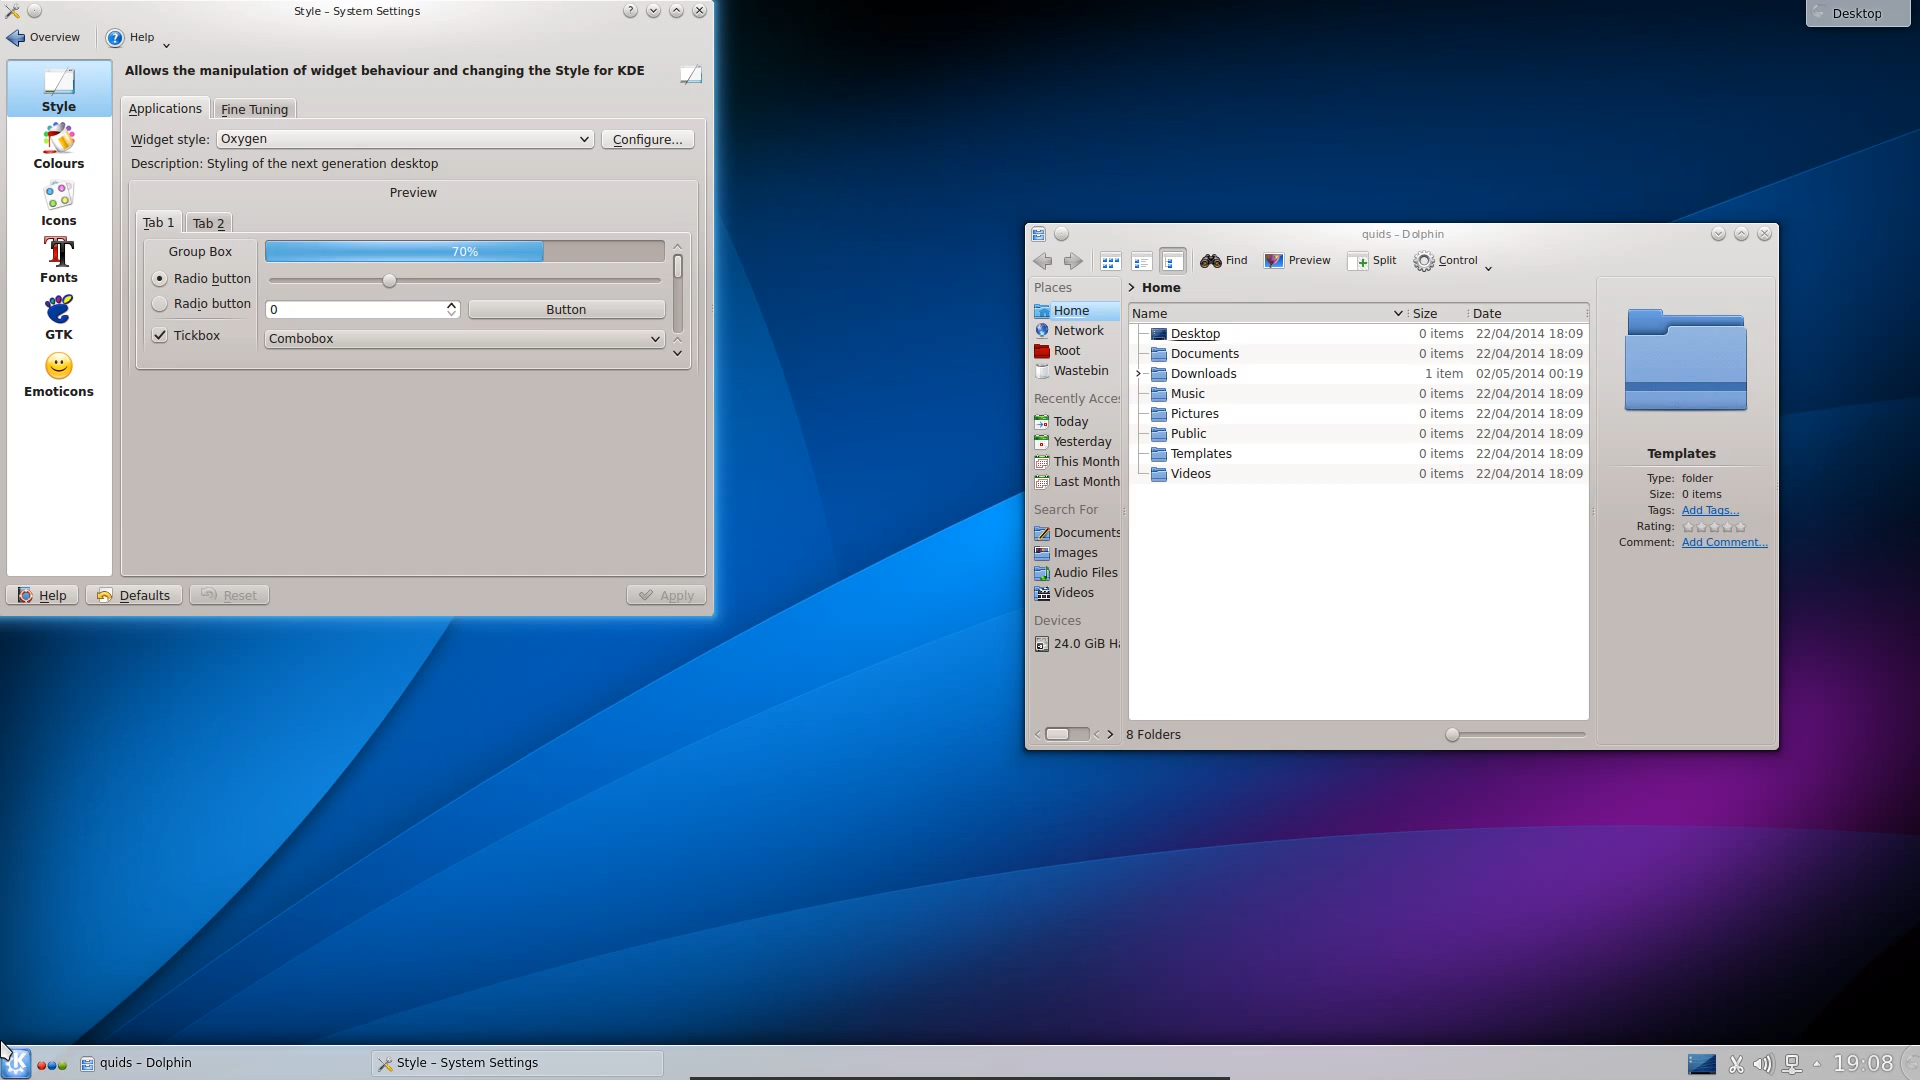 Style – System Settings
Overview
Help
Allows the manipulation of widget behaviour and changing the Style for KDE
Style
Colours
Icons
Fonts
GTK
Emoticons
Applications
Fine Tuning
Widget style:
Oxygen
Configure...
Description: Styling of the next generation desktop
Preview
Tab 1
Tab 2
Group Box
70%
Radio button
Radio button
0
Button
Tickbox
Combobox
Help
Defaults
Reset
Apply
Desktop
quids – Dolphin
Find
Preview
Split
Control
Places
Home
Network
Root
Wastebin
Recently Acces
Today
Yesterday
This Month
Last Month
Search For
Documents
Images
Audio Files
Videos
Devices
24.0 GiB Ha
Home
Name Size Date
Desktop 0 items 22/04/2014 18:09
Documents 0 items 22/04/2014 18:09
Downloads 1 item 02/05/2014 00:19
Music 0 items 22/04/2014 18:09
Pictures 0 items 22/04/2014 18:09
Public 0 items 22/04/2014 18:09
Templates 0 items 22/04/2014 18:09
Videos 0 items 22/04/2014 18:09
8 Folders
Templates
Type: folder
Size: 0 items
Tags: Add Tags...
Rating:
Comment: Add Comment...
quids – Dolphin
Style – System Settings
19:08